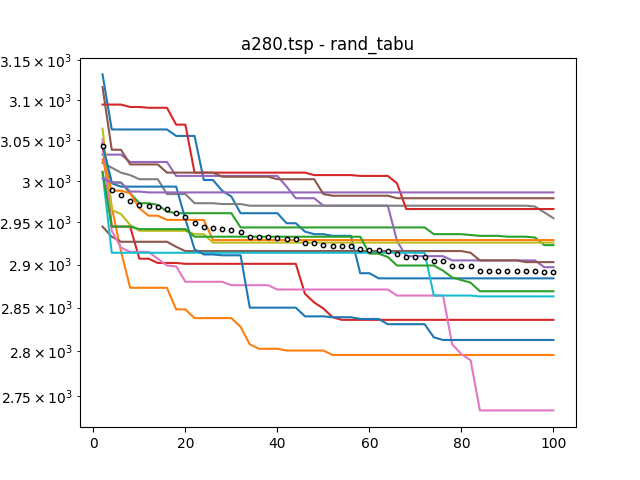 a280.tsp - rand_tabu
3.15 × 10³
3.1 × 10³
3.05 × 10³
3 × 10³
2.95 × 10³
2.9 × 10³
2.85 × 10³
2.8 × 10³
2.75 × 10³
0 20 40 60 80 100